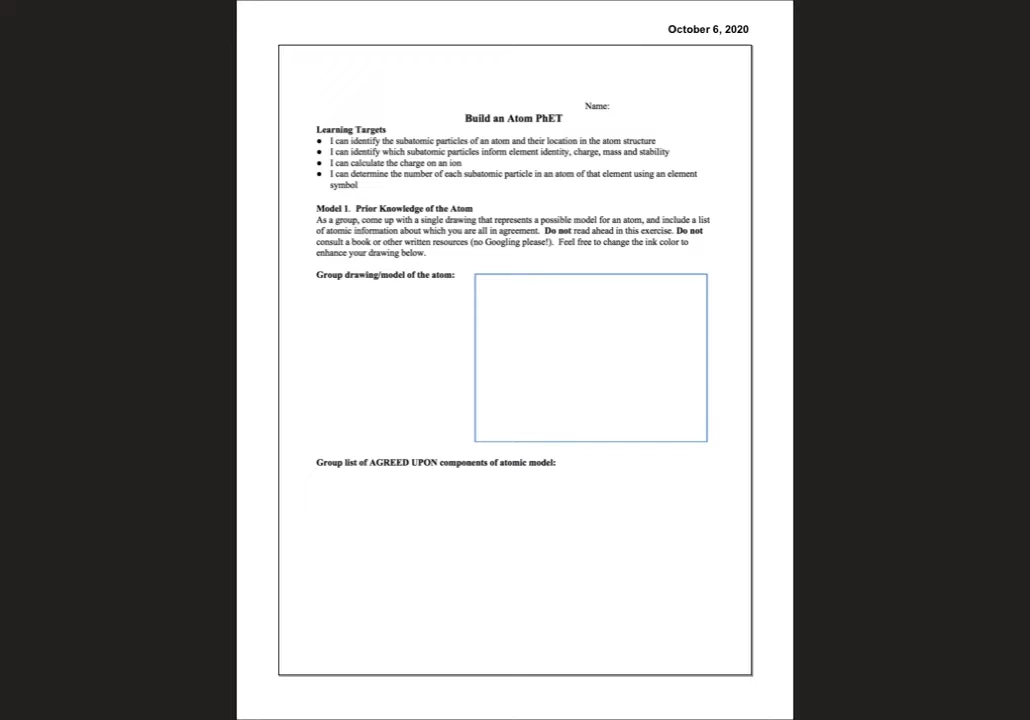 October 6, 2020
Name:
Build an Atom PhET
Learning Targets
● I can identify the subatomic particles of an atom and their location in the atom structure
● I can identify which subatomic particles inform element identity, charge, mass and stability
● I can calculate the charge on an ion
● I can determine the number of each subatomic particle in an atom of that element using an element
symbol
Model 1. Prior Knowledge of the Atom
As a group, come up with a single drawing that represents a possible model for an atom, and include a list
of atomic information about which you are all in agreement. Do not read ahead in this exercise. Do not
consult a book or other written resources (no Googling please!). Feel free to change the ink color to
enhance your drawing below.
Group drawing/model of the atom:
Group list of AGREED UPON components of atomic model: